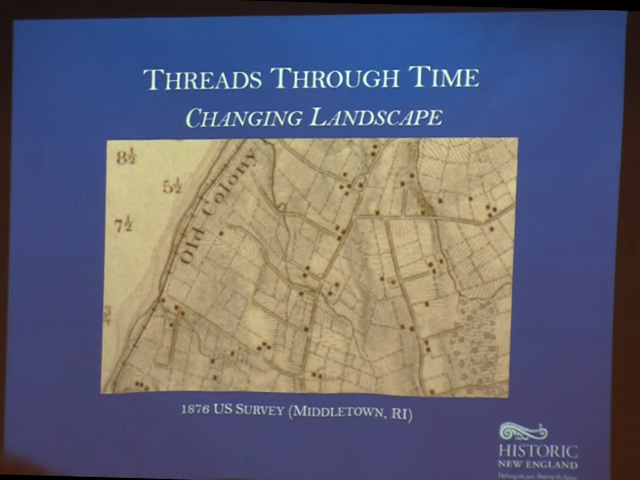 THREADS THROUGH TIME
CHANGING LANDSCAPE
8½
5½
7½
Old Colony
1876 US SURVEY (MIDDLETOWN, RI)
HISTORIC
NEW ENGLAND